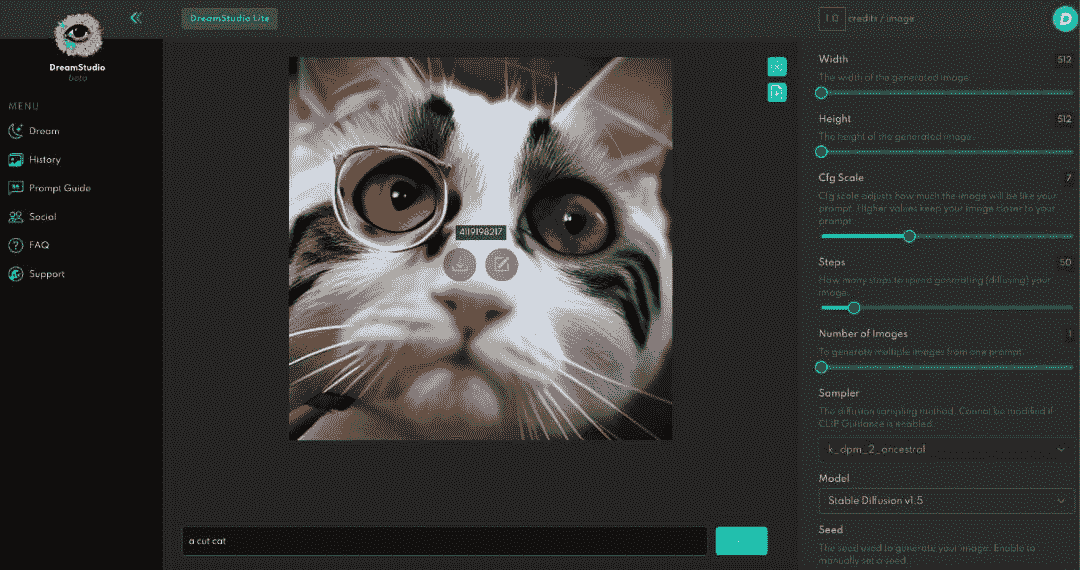 DreamStudio Lite
1.0 credits / image
D
DreamStudio
beta
MENU
Dream
History
Prompt Guide
Social
FAQ
Support
4119198217
a cut cat
Width 512
The width of the generated image.
Height 512
The height of the generated image.
Cfg Scale 7
Cfg scale adjusts how much the image will be like your
prompt. Higher values keep your image closer to your
prompt.
Steps 50
How many steps to spend generating (diffusing) your
image.
Number of Images 1
To generate multiple images from one prompt.
Sampler
The diffusion sampling method. Cannot be modified if
CLIP Guidance is enabled.
k_dpm_2_ancestral
Model
Stable Diffusion v1.5
Seed
The seed used to generate your image. Enable to
manually set a seed.